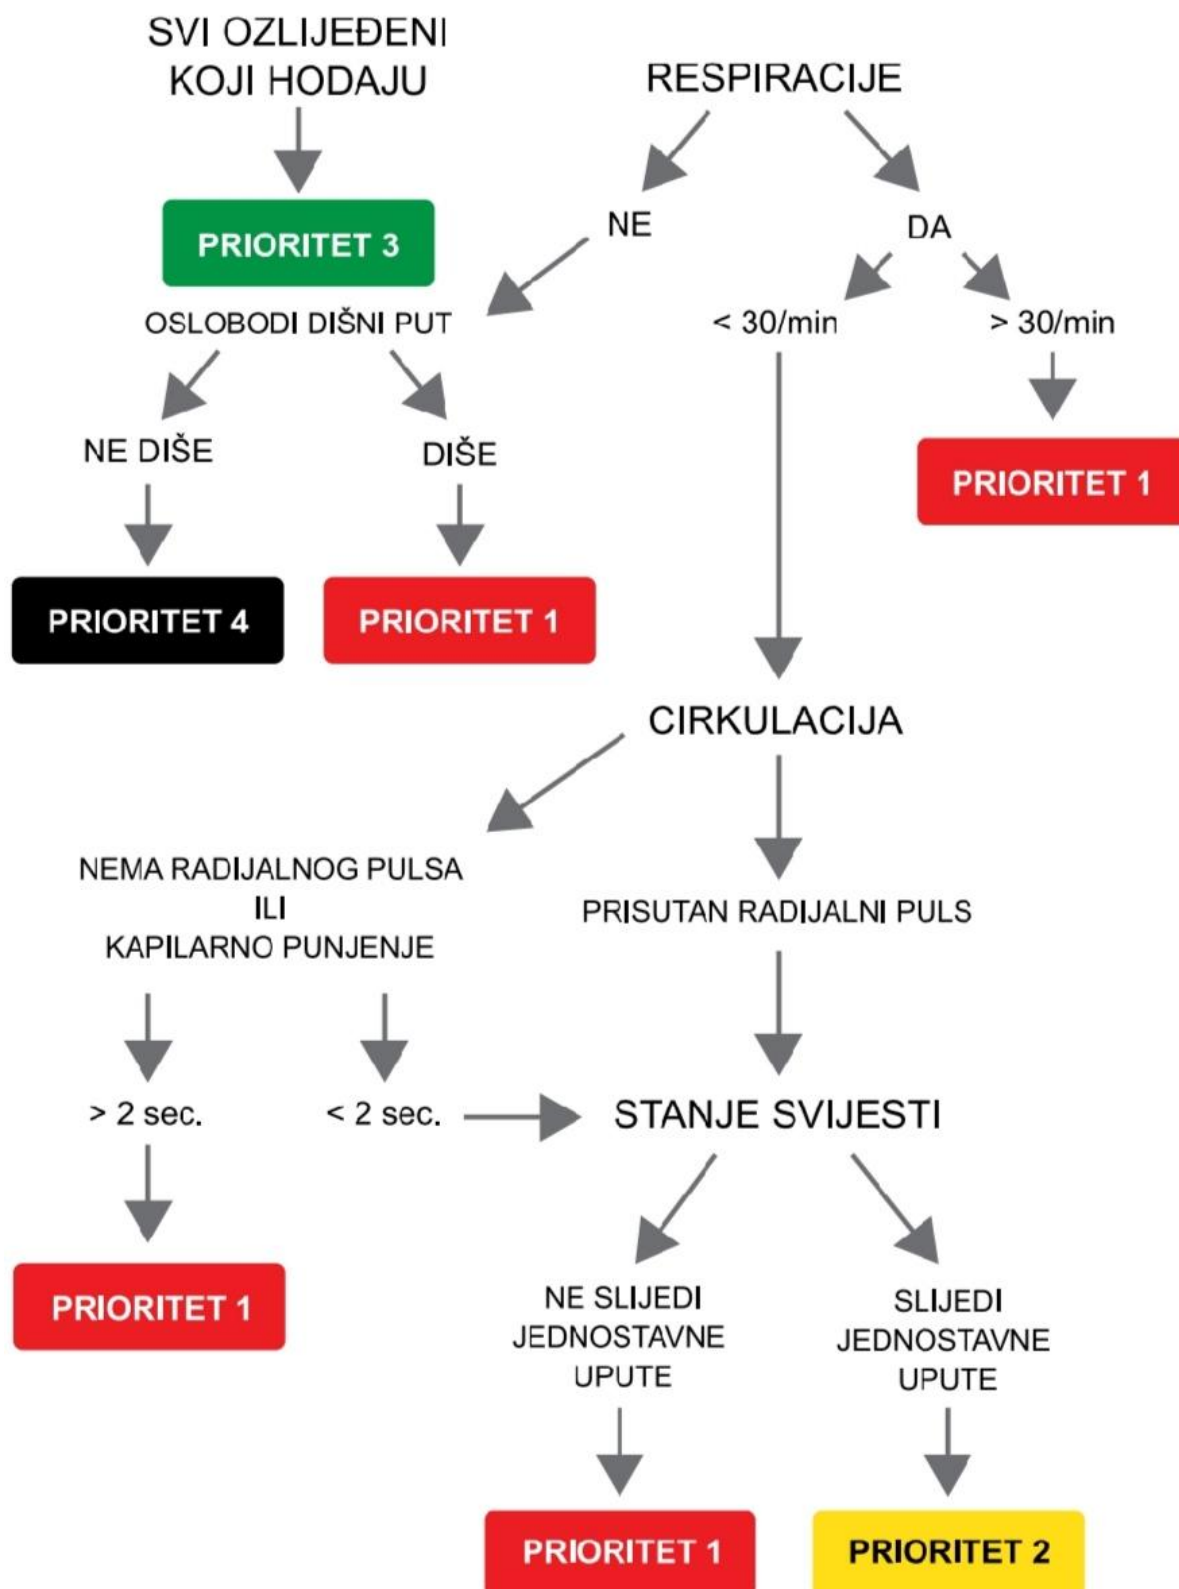 SVI OZLIJEĐENI
KOJI HODAJU
RESPIRACIJE
PRIORITET 3
NE
DA
OSLOBODI DIŠNI PUT
< 30/min
> 30/min
NE DIŠE
DIŠE
PRIORITET 1
PRIORITET 4
PRIORITET 1
CIRKULACIJA
NEMA RADIJALNOG PULSA
ILI
KAPILARNO PUNJENJE
PRISUTAN RADIJALNI PULS
> 2 sec.
< 2 sec.
STANJE SVIJESTI
PRIORITET 1
NE SLIJEDI
JEDNOSTAVNE
UPUTE
SLIJEDI
JEDNOSTAVNE
UPUTE
PRIORITET 1
PRIORITET 2